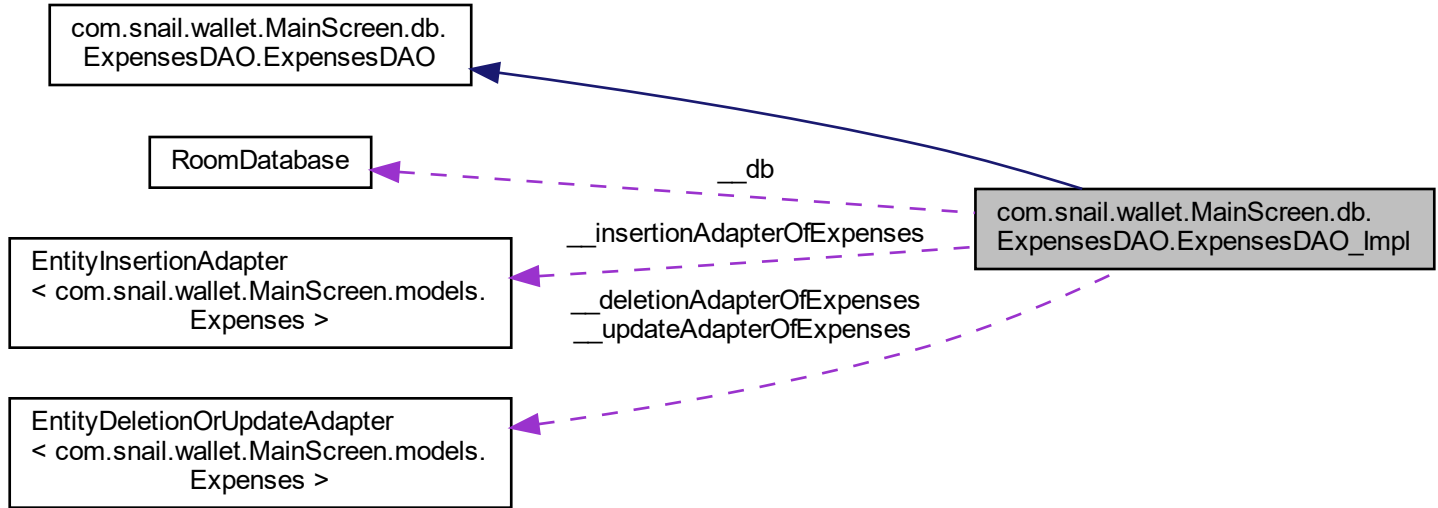 com.snail.wallet.MainScreen.db.
ExpensesDAO.ExpensesDAO
RoomDatabase
__db
com.snail.wallet.MainScreen.db.
ExpensesDAO.ExpensesDAO_Impl
__insertionAdapterOfExpenses
EntityInsertionAdapter
< com.snail.wallet.MainScreen.models.
Expenses >
__deletionAdapterOfExpenses
__updateAdapterOfExpenses
EntityDeletionOrUpdateAdapter
< com.snail.wallet.MainScreen.models.
Expenses >